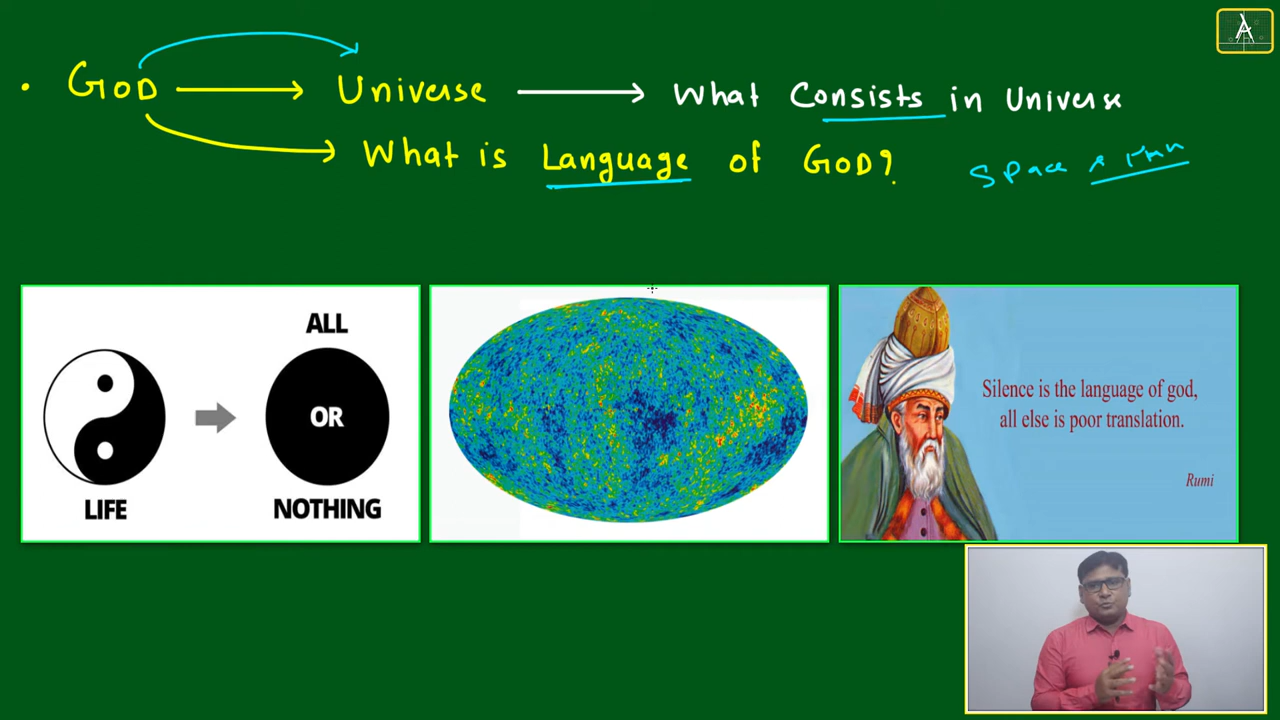 • GOD → Universe → What Consists in Universe
→ What is Language of GOD?
Space &
ALL
OR
LIFE
NOTHING
Silence is the language of god,
all else is poor translation.
Rumi
A